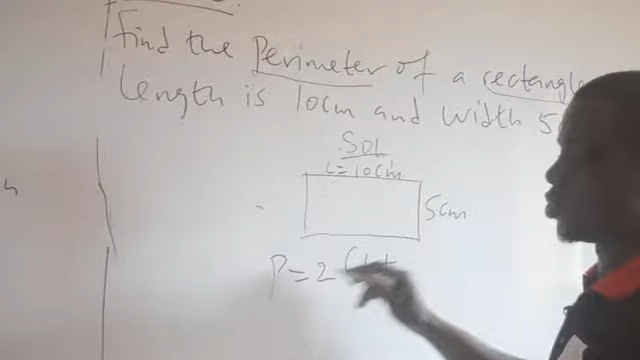 find the Perimeter of a rectangle
length is 10cm and width 5
SOL
L=10cm
5cm
P=2(